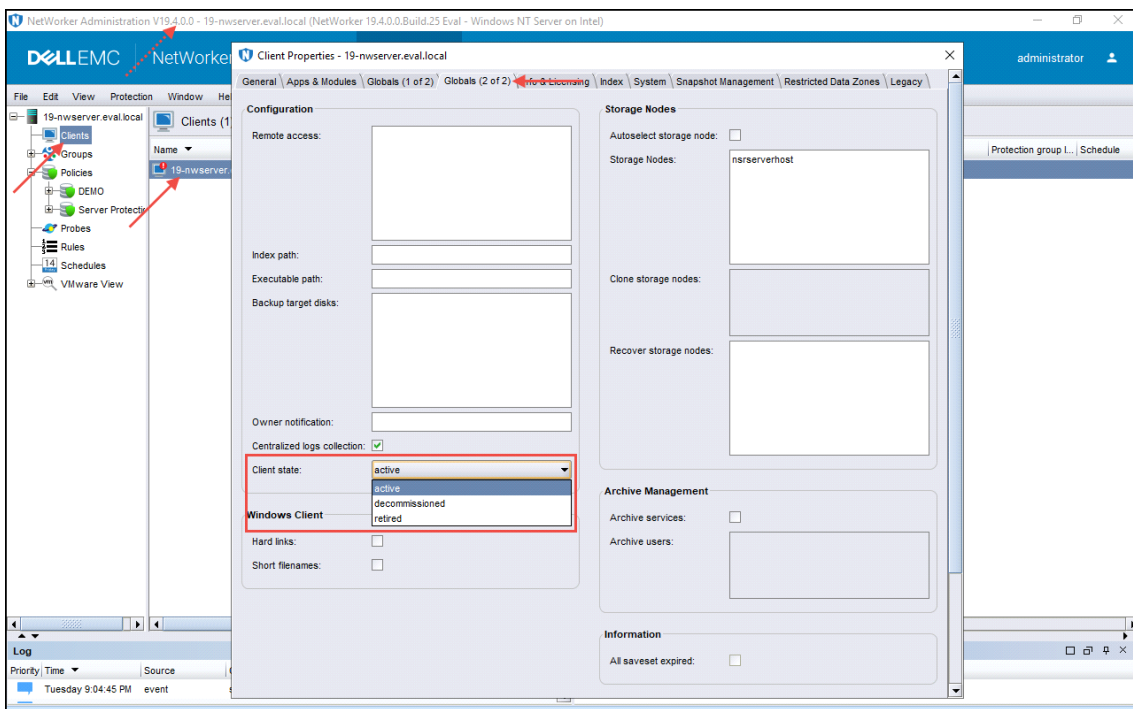 NetWorker Administration V19.4.0.0 - 19-nwserver.eval.local (NetWorker 19.4.0.0.Build.25 Eval - Windows NT Server on Intel)
DELLEMC
NetWorke
administrator
File Edit View Protection Window He
19-nwserver.eval.local
Clients
Groups
Policies
DEMO
Server Protecti
Probes
Rules
14 Schedules
VMware View
Clients (1
Name
19-nwserver.
Protection group I... Schedule
Client Properties - 19-nwserver.eval.local
General Apps & Modules Globals (1 of 2) Globals (2 of 2) Info & Licensing Index System Snapshot Management Restricted Data Zones Legacy
Configuration
Remote access:
Index path:
Executable path:
Backup target disks:
Owner notification:
Centralized logs collection:
Client state: active
active
decommissioned
retired
Windows Client
Hard links:
Short filenames:
Storage Nodes
Autoselect storage node:
Storage Nodes: nsrserverhost
Clone storage nodes:
Recover storage nodes:
Archive Management
Archive services:
Archive users:
Information
All saveset expired:
Log
Priority Time Source
Tuesday 9:04:45 PM event